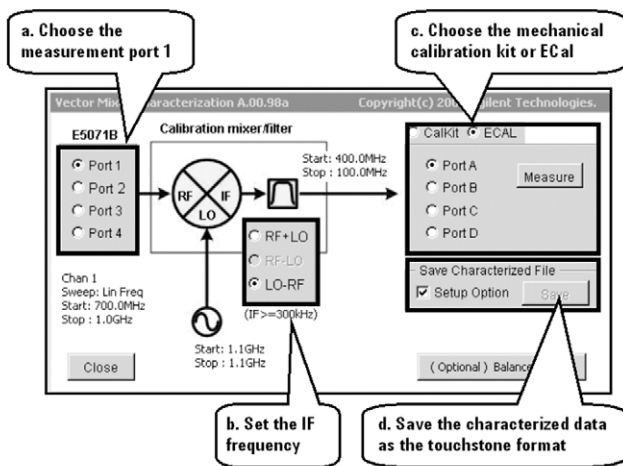 a. Choose the
measurement port 1
c. Choose the mechanical
calibration kit or ECal
Vector Characterization A.00.98a
Copyright(c) Agilent Technologies.
E5071B
Calibration mixer/filter
Port 1
Port 2
Port 3
Port 4
RF
IF
LO
Start: 400.0MHz
Stop : 100.0MHz
CalKit
ECAL
Port A
Port B
Port C
Port D
Measure
RF+LO
RF-LO
LO-RF
(IF>=300kHz)
Save Characterized File
Setup Option
Save
Chan 1
Sweep: Lin Freq
Start: 700.0MHz
Stop : 1.0GHz
Start: 1.1GHz
Stop : 1.1GHz
Close
( Optional )
b. Set the IF
frequency
d. Save the characterized data
as the touchstone format